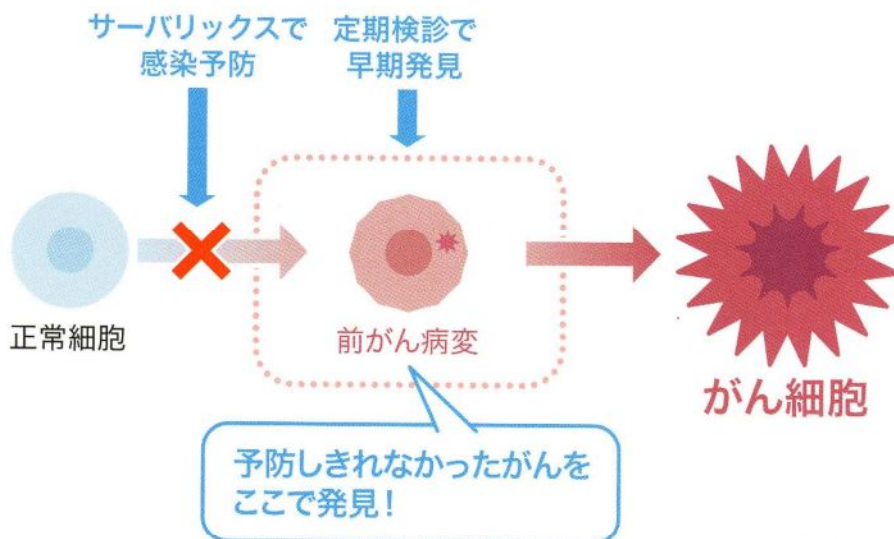 サーバリックスで
感染予防
定期検診で
早期発見
正常細胞
前がん病変
がん細胞
予防しきれなかったがんを
ここで発見！